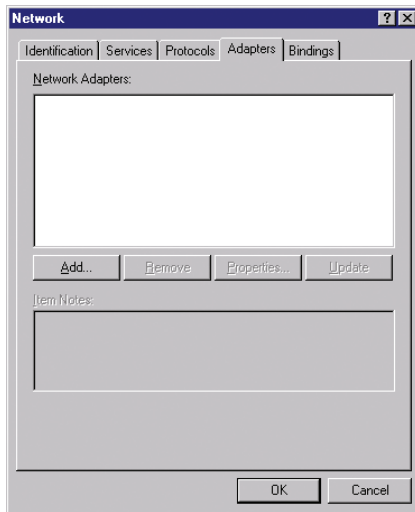 Network
Identification Services Protocols Adapters Bindings
Network Adapters:
Add... Remove Properties... Update
Item Notes:
OK Cancel